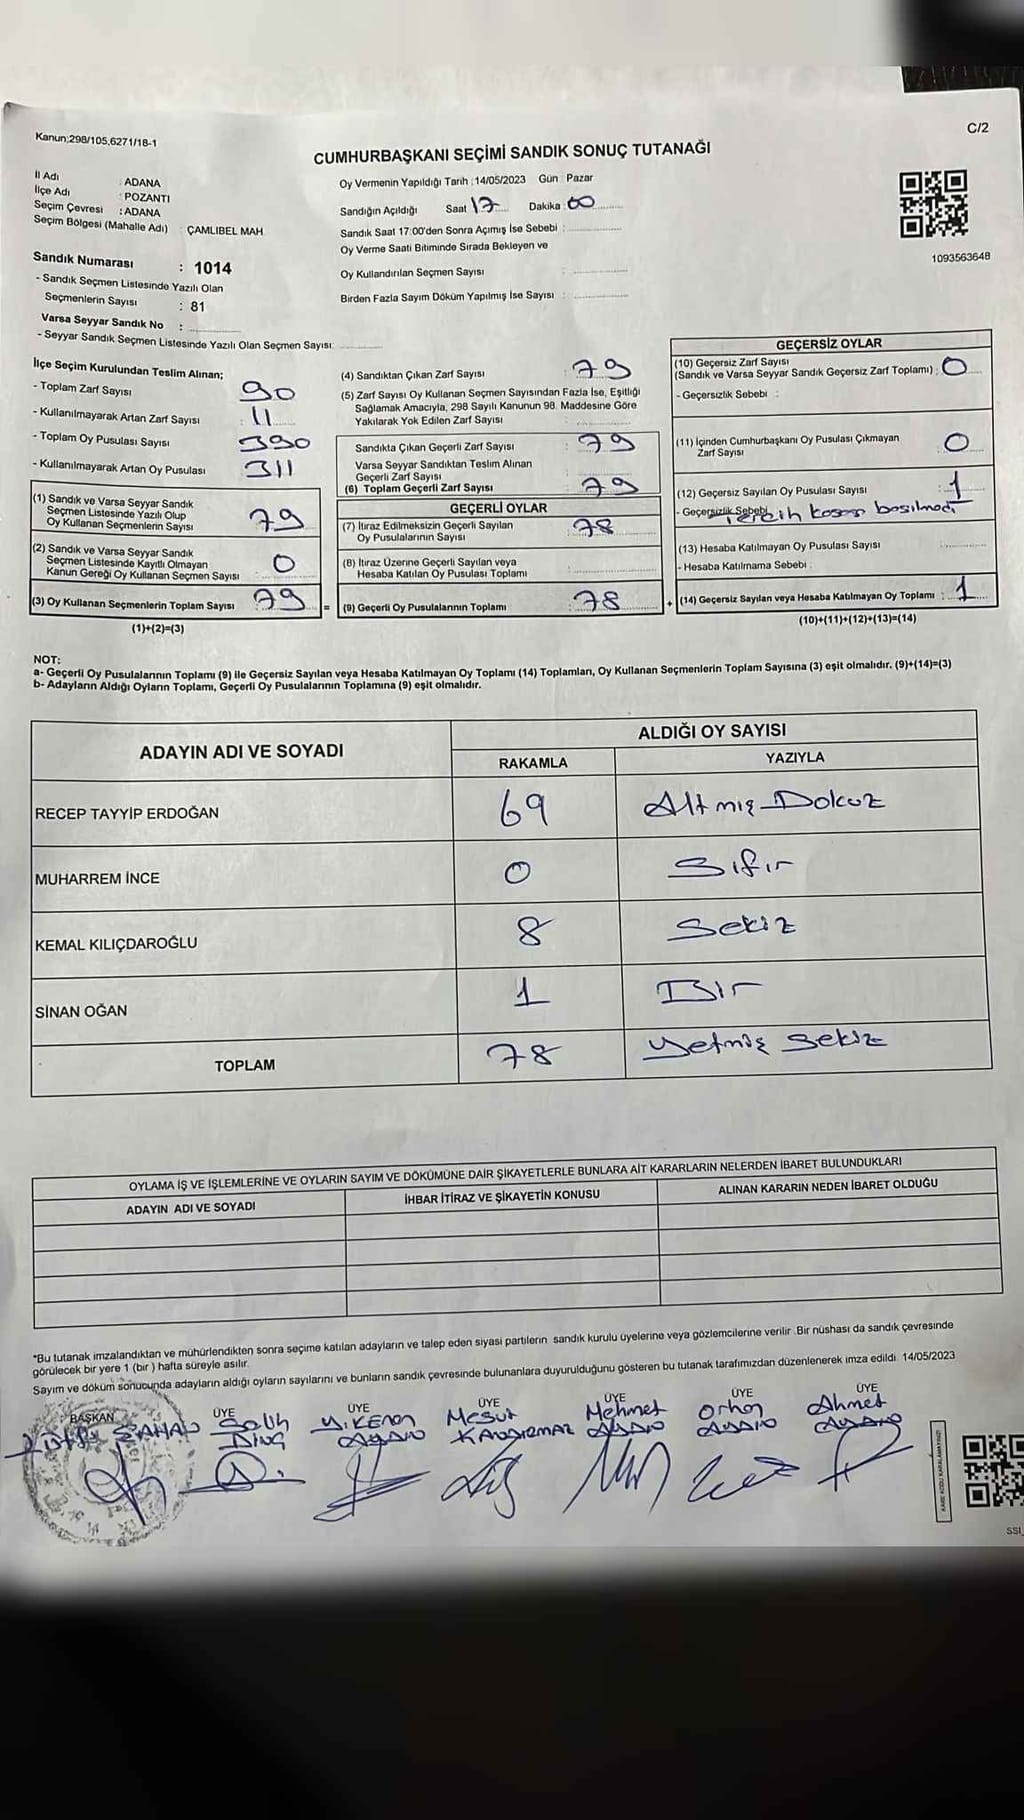 Kanun;298/105,6271/18-1
C/2
CUMHURBAŞKANI SEÇİMİ SANDIK SONUÇ TUTANAĞI
İl Adı : ADANA
İlçe Adı : POZANTI
Seçim Çevresi : ADANA
Seçim Bölgesi (Mahalle Adı) : ÇAMLIBEL MAH.
Oy Vermenin Yapıldığı Tarih : 14/05/2023 Gün : Pazar
Sandığın Açıldığı Saat 17 Dakika : 00
Sandık Saat 17:00'den Sonra Açımış İse Sebebi :
Oy Verme Saati Bitiminde Sırada Bekleyen ve
Oy Kullandırılan Seçmen Sayısı :
Birden Fazla Sayım Döküm Yapılmış İse Sayısı :
1093563648
Sandık Numarası : 1014
- Sandık Seçmen Listesinde Yazılı Olan
Seçmenlerin Sayısı : 81
Varsa Seyyar Sandık No :
- Seyyar Sandık Seçmen Listesinde Yazılı Olan Seçmen Sayısı:
İlçe Seçim Kurulundan Teslim Alınan;
- Toplam Zarf Sayısı 90
- Kullanılmayarak Artan Zarf Sayısı : 11
- Toplam Oy Pusulası Sayısı 390
- Kullanılmayarak Artan Oy Pusulası 311
(1) Sandık ve Varsa Seyyar Sandık
Seçmen Listesinde Yazılı Olup
Oy Kullanan Seçmenlerin Sayısı 79
(2) Sandık ve Varsa Seyyar Sandık
Seçmen Listesinde Kayıtlı Olmayan
Kanun Gereği Oy Kullanan Seçmen Sayısı : 0
(3) Oy Kullanan Seçmenlerin Toplam Sayısı 79 =
(1)+(2)=(3)
(4) Sandıktan Çıkan Zarf Sayısı : 79
(5) Zarf Sayısı Oy Kullanan Seçmen Sayısından Fazla İse, Eşitliği
Sağlamak Amacıyla, 298 Sayılı Kanunun 98. Maddesine Göre
Yakılarak Yok Edilen Zarf Sayısı :
Sandıkta Çıkan Geçerli Zarf Sayısı : 79
Varsa Seyyar Sandıktan Teslim Alınan
Geçerli Zarf Sayısı :
(6) Toplam Geçerli Zarf Sayısı : 79
GEÇERLİ OYLAR
(7) İtiraz Edilmeksizin Geçerli Sayılan
Oy Pusulalarının Sayısı : 78
(8) İtiraz Üzerine Geçerli Sayılan veya
Hesaba Katılan Oy Pusulası Toplamı :
(9) Geçerli Oy Pusulalarının Toplamı : 78 +
GEÇERSİZ OYLAR
(10) Geçersiz Zarf Sayısı
(Sandık ve Varsa Seyyar Sandık Geçersiz Zarf Toplamı) : 0
- Geçersizlik Sebebi :
(11) İçinden Cumhurbaşkanı Oy Pusulası Çıkmayan
Zarf Sayısı : 0
(12) Geçersiz Sayılan Oy Pusulası Sayısı : 1
- Geçersizlik Sebebi Tercih kısmı basılmadı
(13) Hesaba Katılmayan Oy Pusulası Sayısı :
- Hesaba Katılmama Sebebi :
(14) Geçersiz Sayılan veya Hesaba Katılmayan Oy Toplamı : 1
(10)+(11)+(12)+(13)=(14)
NOT:
a- Geçerli Oy Pusulalarının Toplamı (9) ile Geçersiz Sayılan veya Hesaba Katılmayan Oy Toplamı (14) Toplamları, Oy Kullanan Seçmenlerin Toplam Sayısına (3) eşit olmalıdır. (9)+(14)=(3)
b- Adayların Aldığı Oyların Toplamı, Geçerli Oy Pusulalarının Toplamına (9) eşit olmalıdır.
ADAYIN ADI VE SOYADI
ALDIĞI OY SAYISI
RAKAMLA YAZIYLA
RECEP TAYYİP ERDOĞAN 69 Altmış Dokuz
MUHARREM İNCE 0 Sıfır
KEMAL KILIÇDAROĞLU 8 Sekiz
SİNAN OĞAN 1 Bir
TOPLAM 78 Yetmiş Sekiz
OYLAMA İŞ VE İŞLEMLERİNE VE OYLARIN SAYIM VE DÖKÜMÜNE DAİR ŞİKAYETLERLE BUNLARA AİT KARARLARIN NELERDEN İBARET BULUNDUKLARI
ADAYIN ADI VE SOYADI İHBAR İTİRAZ VE ŞİKAYETİN KONUSU ALINAN KARARIN NEDEN İBARET OLDUĞU
*Bu tutanak imzalandıktan ve mühürlendikten sonra seçime katılan adayların ve talep eden siyasi partilerin sandık kurulu üyelerine veya gözlemcilerine verilir. Bir nüshası da sandık çevresinde
görülecek bir yere 1 (bir ) hafta süreyle asılır.
Sayım ve döküm sonucunda adayların aldığı oyların sayılarını ve bunların sandık çevresinde bulunanlara duyurulduğunu gösteren bu tutanak tarafımızdan düzenlenerek imza edildi. 14/05/2023
BAŞKAN ÜYE ÜYE ÜYE ÜYE ÜYE ÜYE
Salih Mesut Mehmet Orhan Ahmet
KARE KODU KARALAMAYINIZ!
SSI_